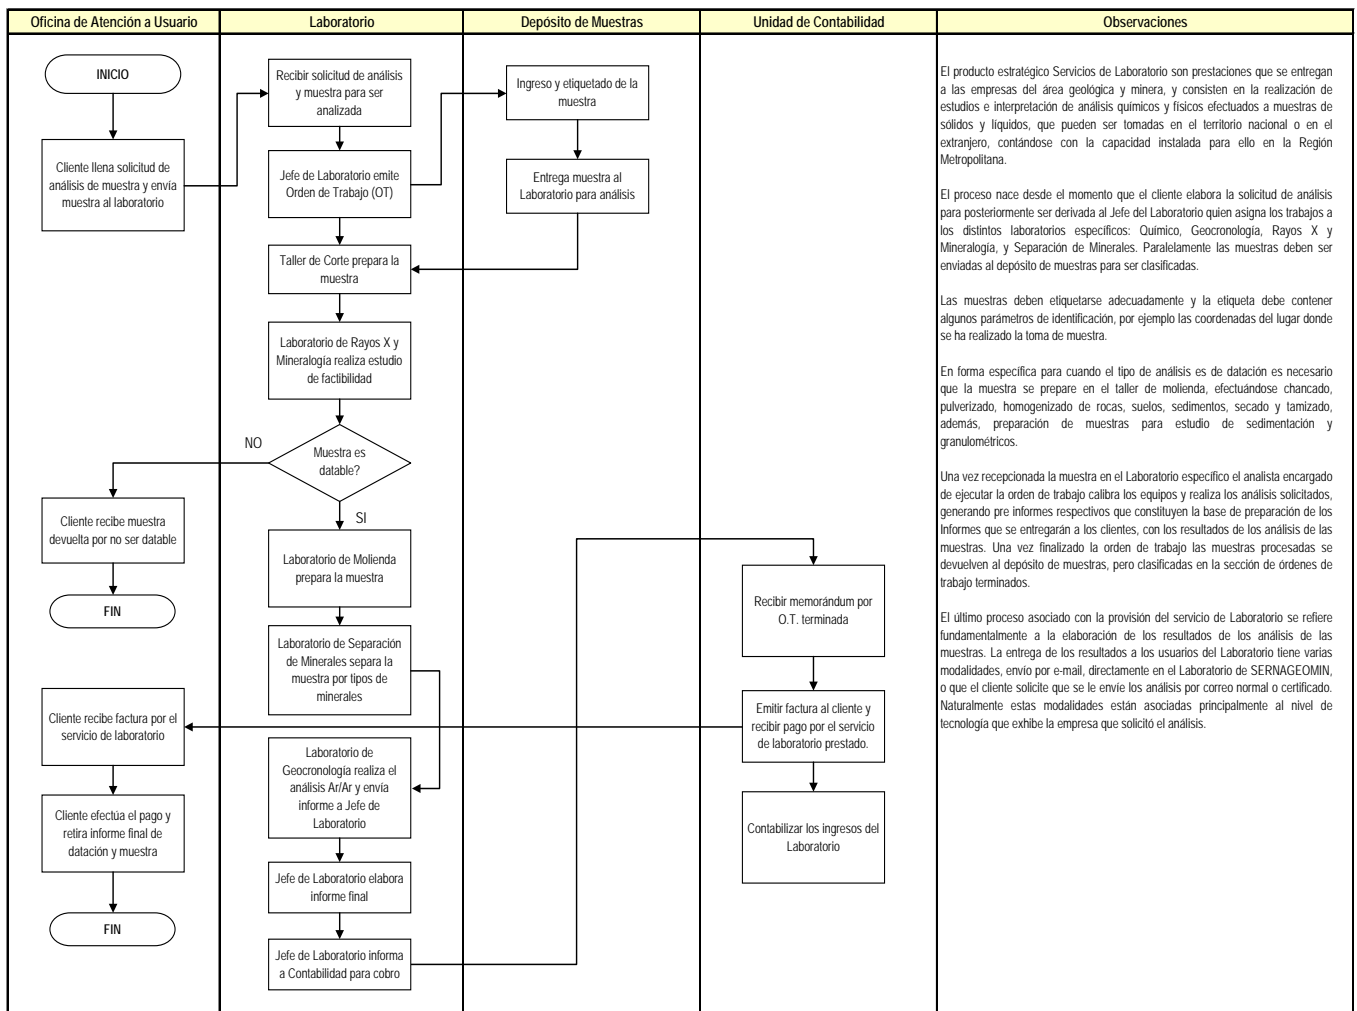 Oficina de Atención a Usuario
Laboratorio
Depósito de Muestras
Unidad de Contabilidad
Observaciones
INICIO
Cliente llena solicitud de
análisis de muestra y envía
muestra al laboratorio
Recibir solicitud de análisis
y muestra para ser
analizada
Jefe de Laboratorio emite
Orden de Trabajo (OT)
Ingreso y etiquetado de la
muestra
Entrega muestra al
Laboratorio para análisis
Taller de Corte prepara la
muestra
Laboratorio de Rayos X y
Mineralogía realiza estudio
de factibilidad
Muestra es
datable?
NO
SI
Cliente recibe muestra
devuelta por no ser datable
FIN
Laboratorio de Molienda
prepara la muestra
Laboratorio de Separación
de Minerales separa la
muestra por tipos de
minerales
Laboratorio de
Geocronología realiza el
análisis Ar/Ar y envía
informe a Jefe de
Laboratorio
Jefe de Laboratorio elabora
informe final
Jefe de Laboratorio informa
a Contabilidad para cobro
Recibir memorándum por
O.T. terminada
Emitir factura al cliente y
recibir pago por el servicio
de laboratorio prestado.
Contabilizar los ingresos del
Laboratorio
Cliente recibe factura por el
servicio de laboratorio
Cliente efectúa el pago y
retira informe final de
datación y muestra
FIN
El producto estratégico Servicios de Laboratorio son prestaciones que se entregan
a las empresas del área geológica y minera, y consisten en la realización de
estudios e interpretación de análisis químicos y físicos efectuados a muestras de
sólidos y líquidos, que pueden ser tomadas en el territorio nacional o en el
extranjero, contándose con la capacidad instalada para ello en la Región
Metropolitana.
El proceso nace desde el momento que el cliente elabora la solicitud de análisis
para posteriormente ser derivada al Jefe del Laboratorio quien asigna los trabajos a
los distintos laboratorios específicos: Químico, Geocronología, Rayos X y
Mineralogía, y Separación de Minerales. Paralelamente las muestras deben ser
enviadas al depósito de muestras para ser clasificadas.
Las muestras deben etiquetarse adecuadamente y la etiqueta debe contener
algunos parámetros de identificación, por ejemplo las coordenadas del lugar donde
se ha realizado la toma de muestra.
En forma específica para cuando el tipo de análisis es de datación es necesario
que la muestra se prepare en el taller de molienda, efectuándose chancado,
pulverizado, homogenizado de rocas, suelos, sedimentos, secado y tamizado,
además, preparación de muestras para estudio de sedimentación y
granulométricos.
Una vez recepcionada la muestra en el Laboratorio específico el analista encargado
de ejecutar la orden de trabajo calibra los equipos y realiza los análisis solicitados,
generando pre informes respectivos que constituyen la base de preparación de los
Informes que se entregarán a los clientes, con los resultados de los análisis de las
muestras. Una vez finalizado la orden de trabajo las muestras procesadas se
devuelven al depósito de muestras, pero clasificadas en la sección de órdenes de
trabajo terminados.
El último proceso asociado con la provisión del servicio de Laboratorio se refiere
fundamentalmente a la elaboración de los resultados de los análisis de las
muestras. La entrega de los resultados a los usuarios del Laboratorio tiene varias
modalidades, envío por e-mail, directamente en el Laboratorio de SERNAGEOMIN,
o que el cliente solicite que se le envíe los análisis por correo normal o certificado.
Naturalmente estas modalidades están asociadas principalmente al nivel de
tecnología que exhibe la empresa que solicitó el análisis.